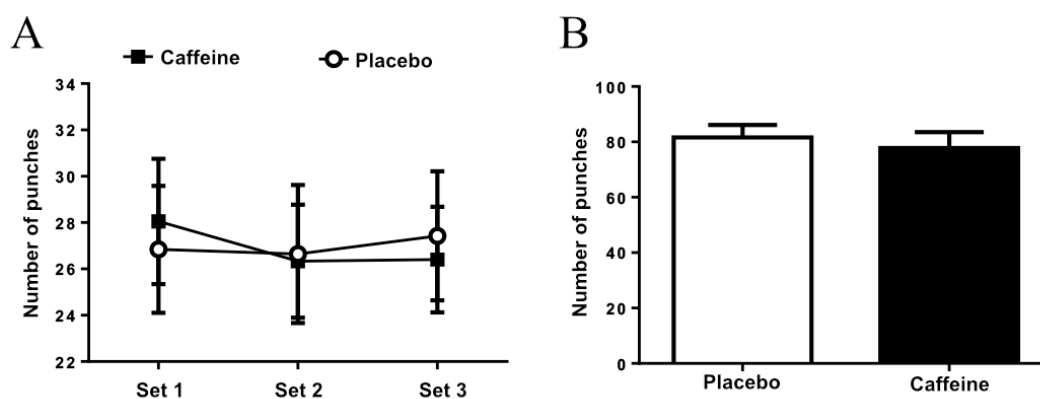 A
Caffeine
Placebo
Number of punches
34
32
30
28
26
24
22
Set 1
Set 2
Set 3
B
Number of punches
100
80
60
40
20
0
Placebo
Caffeine